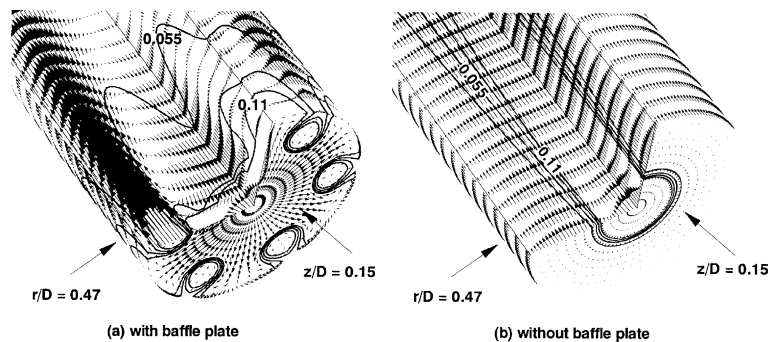 0.055
0.11
r/D = 0.47
z/D = 0.15
(a) with baffle plate
0.055
0.11
r/D = 0.47
z/D = 0.15
(b) without baffle plate